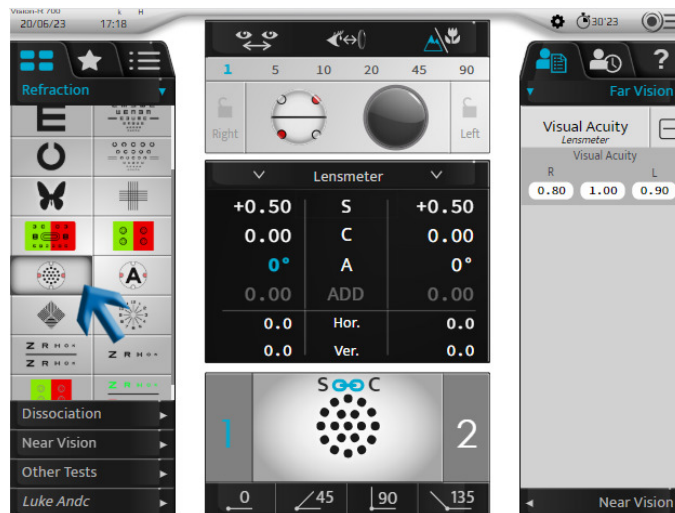 Vision-R 700
k H
20/06/23 17:18
Refraction
E
A
Z R H O K
Z R H O K
Z R H O K
Dissociation
Near Vision
Other Tests
Luke Andc
1 5 10 20 45 90
Right
Left
Lensmeter
+0.50 S +0.50
0.00 C 0.00
0° A 0°
0.00 ADD 0.00
0.0 Hor. 0.0
0.0 Ver. 0.0
S C
1 2
0 45 90 135
30'23
?
Far Vision
Visual Acuity
Lensmeter
Visual Acuity
R L
0.80 1.00 0.90
Near Vision